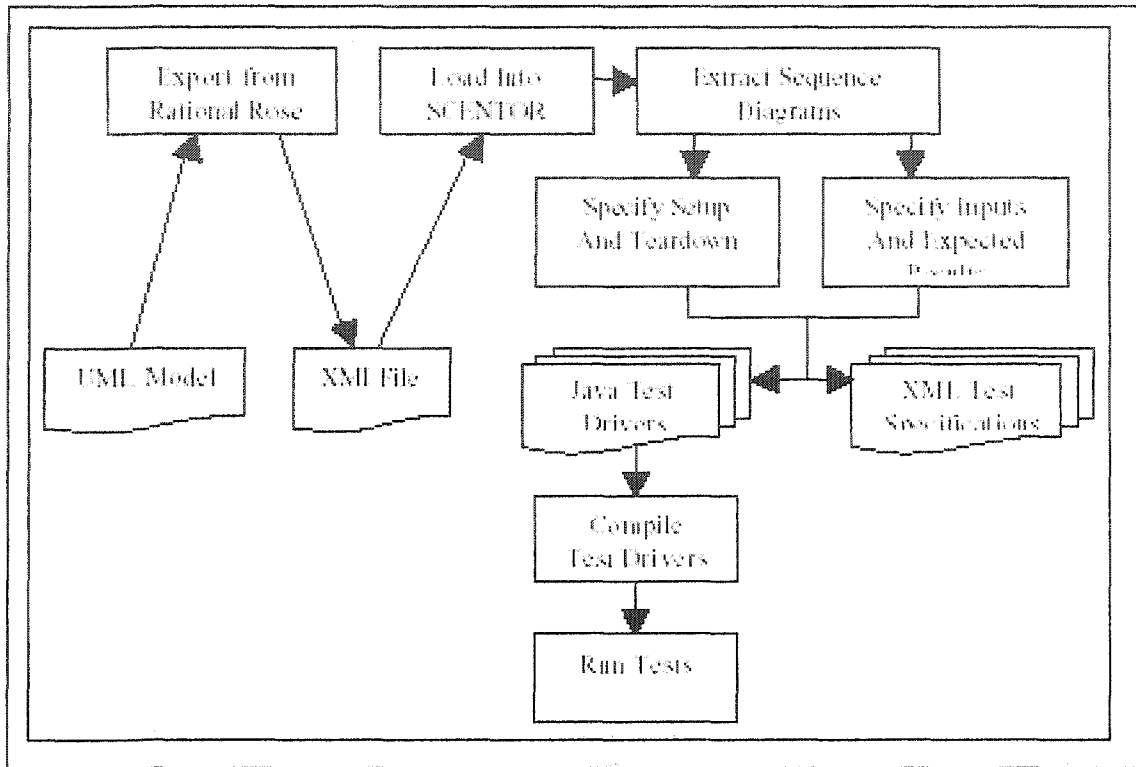 Export from
Rational Rose
Load Into
SCENTOR
Extract Sequence
Diagrams
Specify Setup
And Teardown
Specify Inputs
And Expected
Results
UML Model
XMI File
Java Test
Drivers
XML Test
Specifications
Compile
Test Drivers
Run Tests